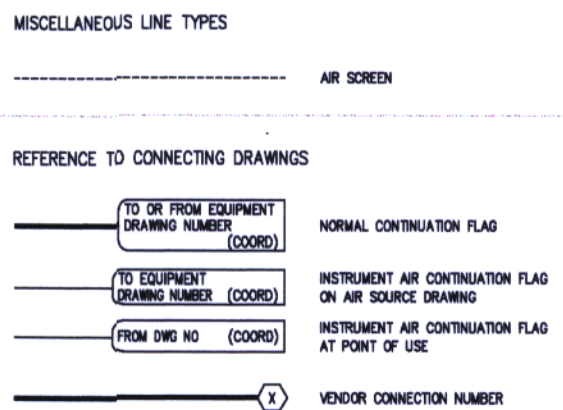 MISCELLANEOUS LINE TYPES
AIR SCREEN
REFERENCE TO CONNECTING DRAWINGS
TO OR FROM EQUIPMENT
DRAWING NUMBER
(COORD)
NORMAL CONTINUATION FLAG
TO EQUIPMENT
DRAWING NUMBER (COORD)
INSTRUMENT AIR CONTINUATION FLAG
ON AIR SOURCE DRAWING
FROM DWG NO (COORD)
INSTRUMENT AIR CONTINUATION FLAG
AT POINT OF USE
X
VENDOR CONNECTION NUMBER